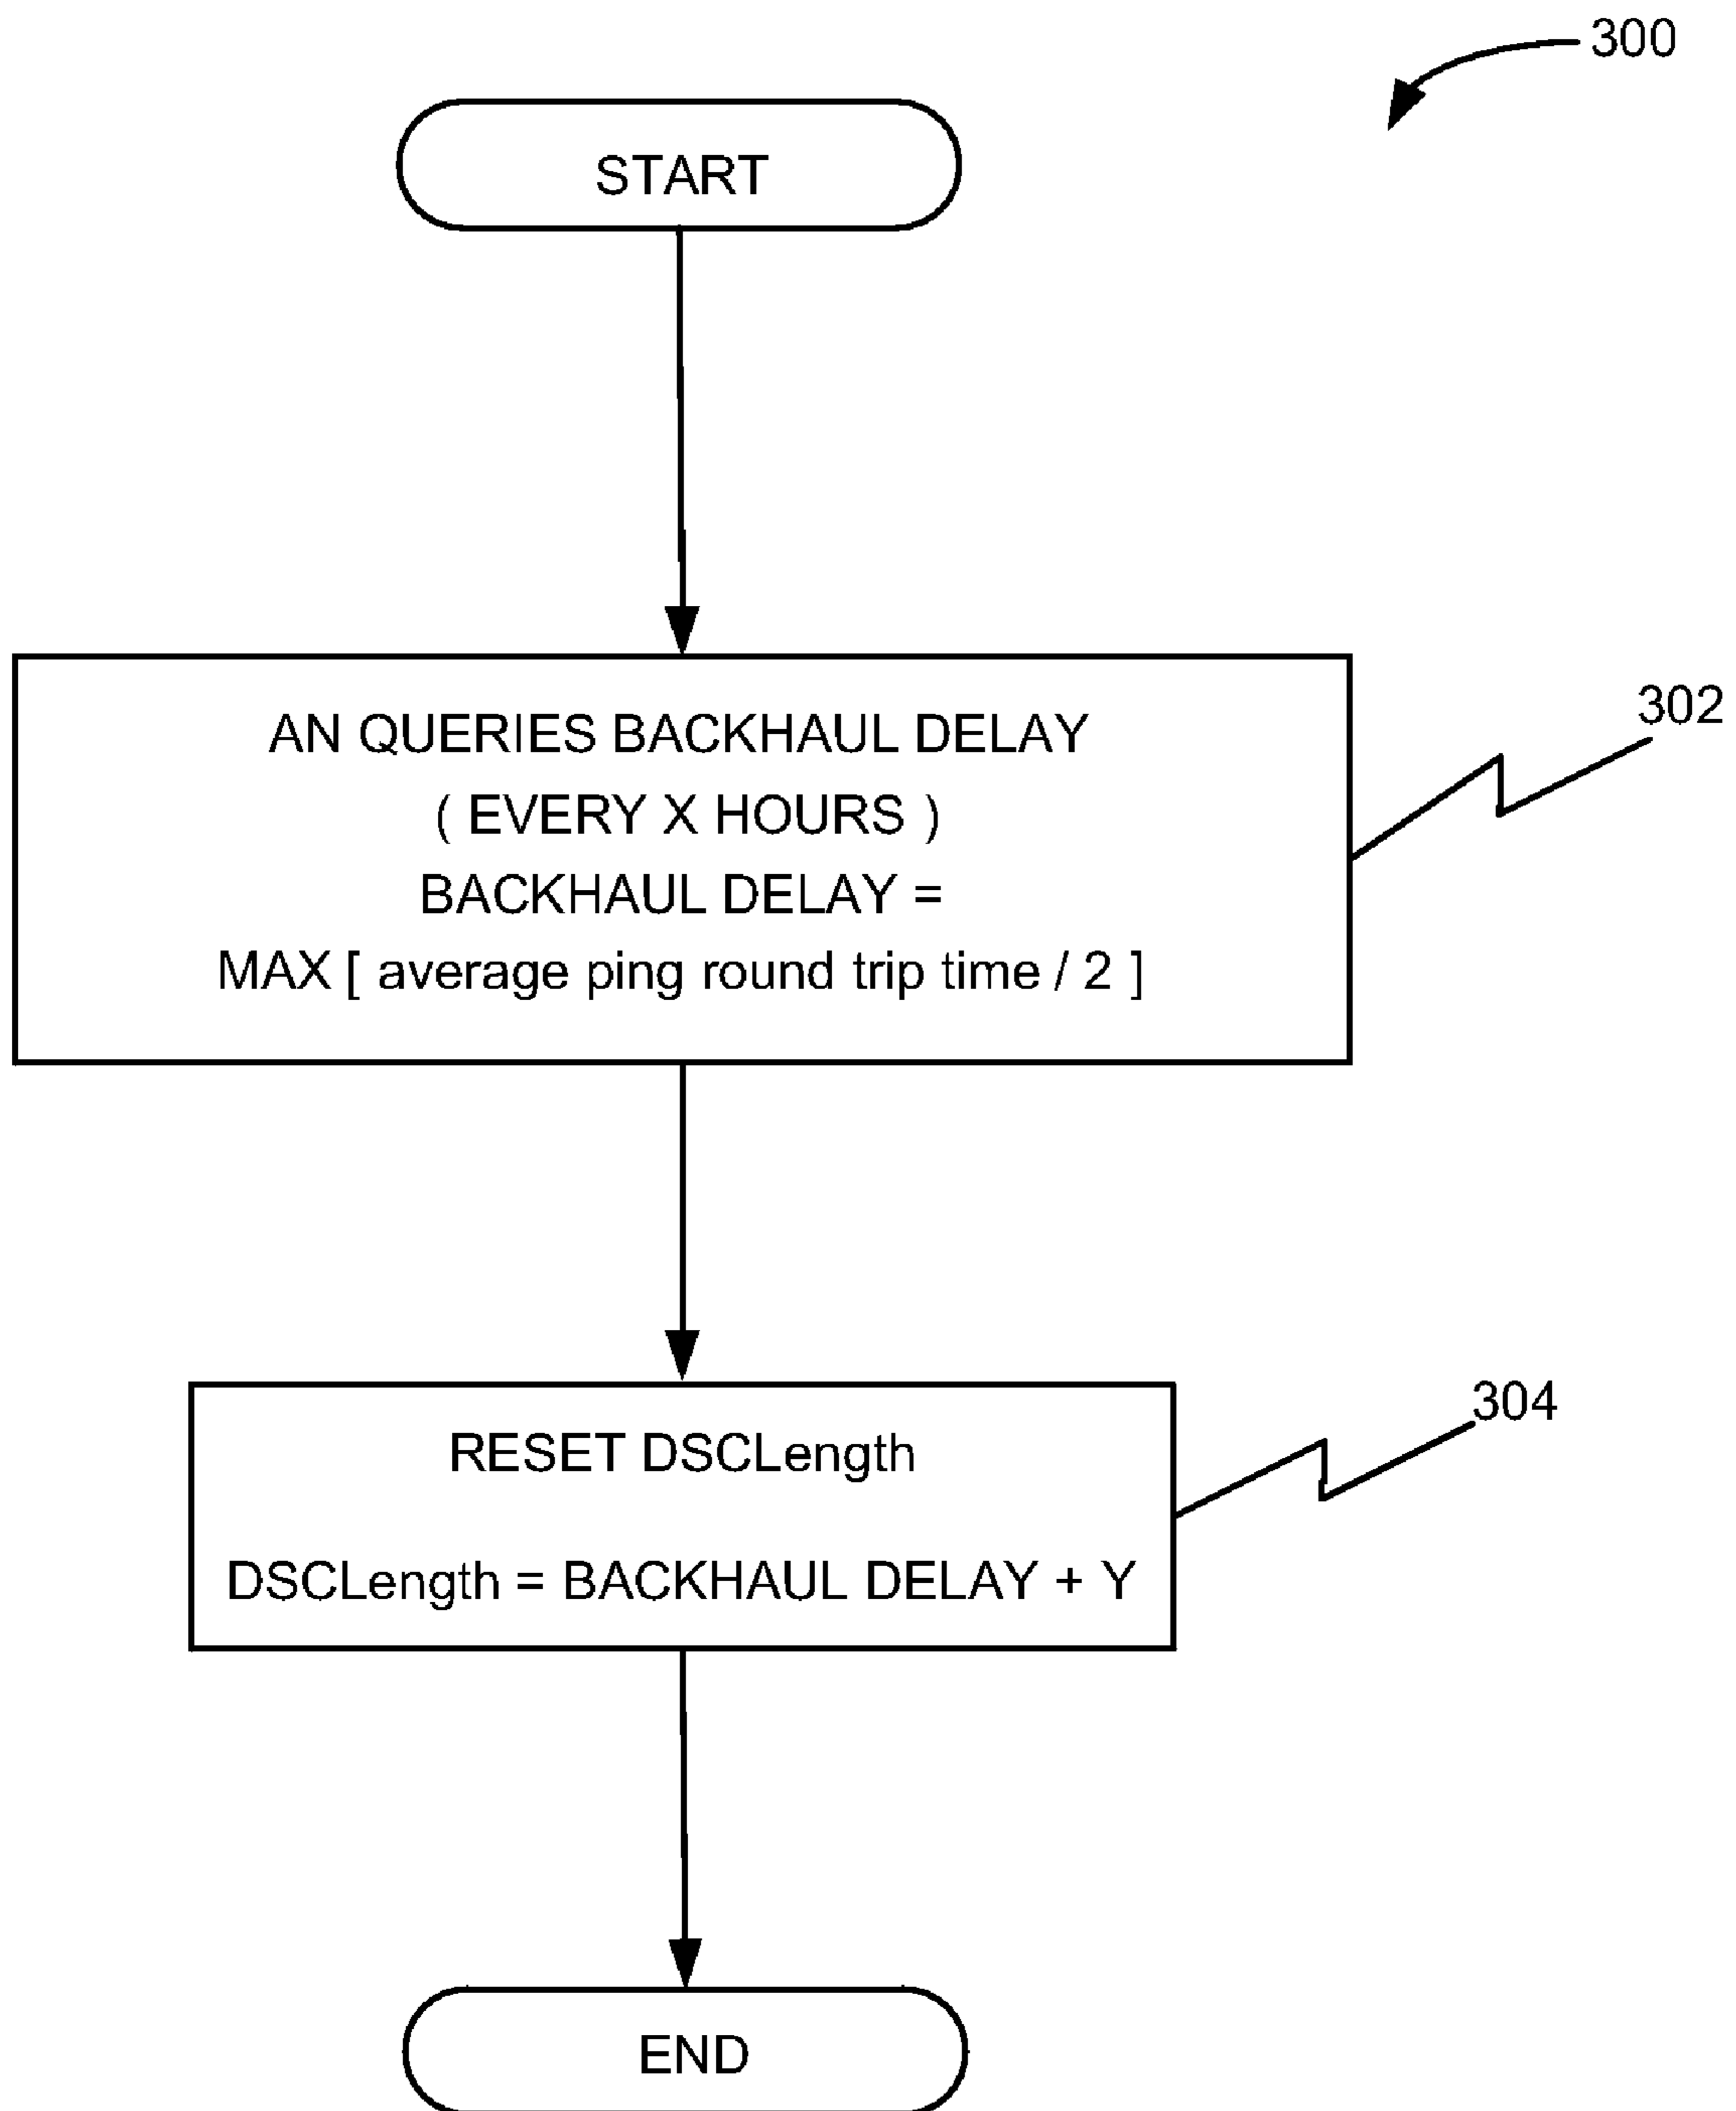 300
START
AN QUERIES BACKHAUL DELAY
( EVERY X HOURS )
BACKHAUL DELAY =
MAX [ average ping round trip time / 2 ]
302
RESET DSCLength
DSCLength = BACKHAUL DELAY + Y
304
END